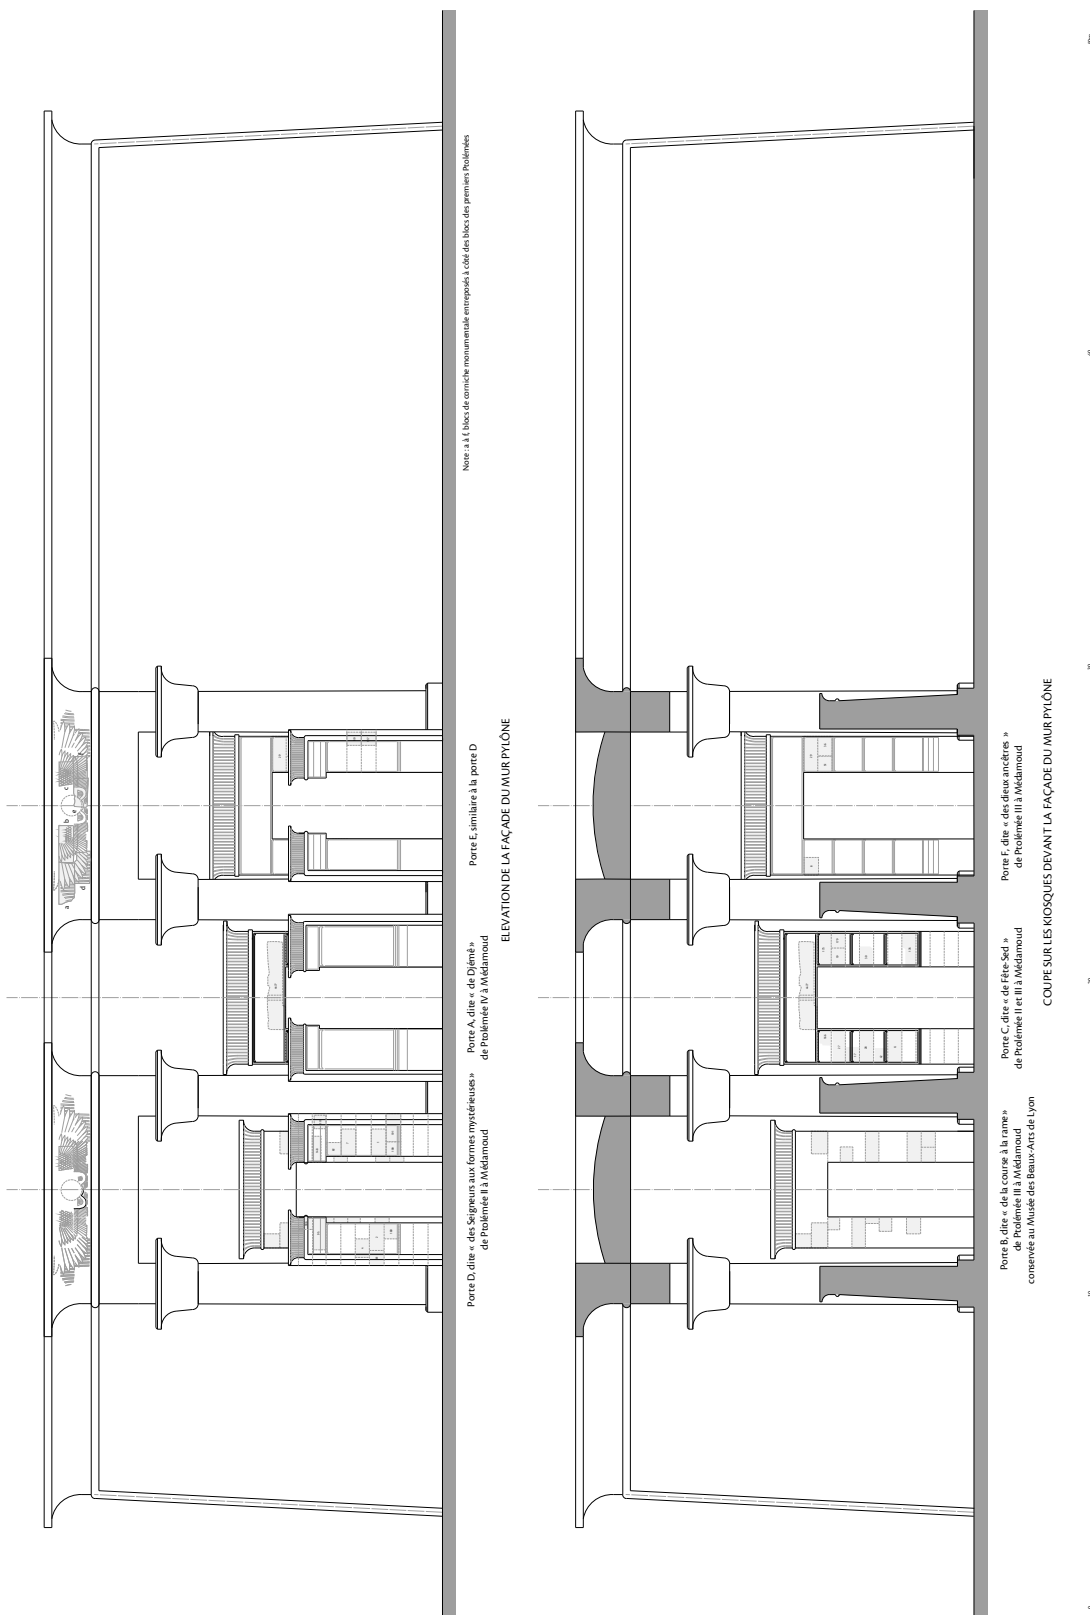 Porte D, dite « des Seigneurs aux formes mystérieuses »
de Ptolémée II à Médamoud
Porte A, dite « de Djémê »
de Ptolémée IV à Médamoud
Porte E, similaire à la porte D
Note : a à f, blocs de corniche monumentale entreposés à côté des blocs des premiers Ptolémées
ELEVATION DE LA FAÇADE DU MUR PYLÔNE
Porte B, dite « de la course à la rame »
de Ptolémée III à Médamoud
conservée au Musée des Beaux-Arts de Lyon
Porte C, dite « de Fête-Sed »
de Ptolémée II et III à Médamoud
Porte F, dite « des dieux ancêtres »
de Ptolémée III à Médamoud
COUPE SUR LES KIOSQUES DEVANT LA FAÇADE DU MUR PYLÔNE